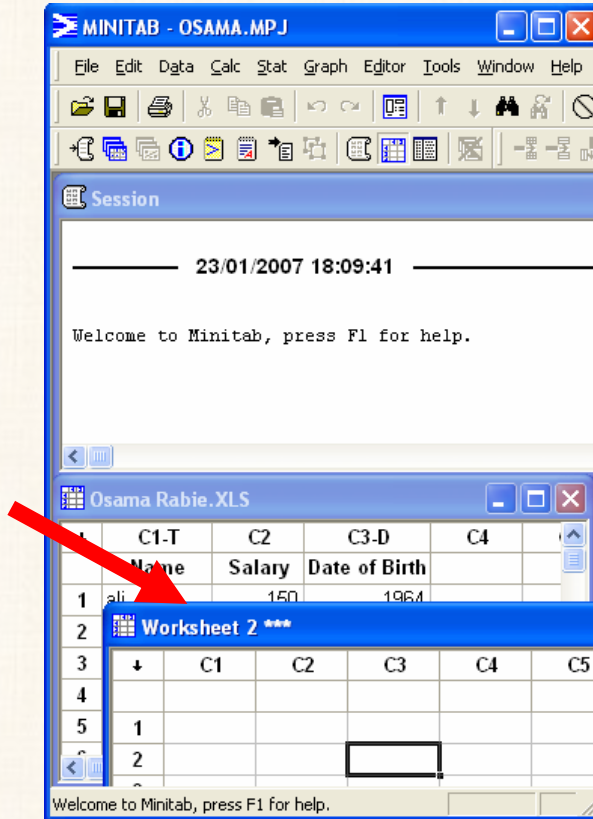 MINITAB - OSAMA.MPJ
File Edit Data Calc Stat Graph Editor Tools Window Help
Session
23/01/2007 18:09:41
Welcome to Minitab, press F1 for help.
Osama Rabie.XLS
C1-T C2 C3-D C4
Name Salary Date of Birth
1 ali 150 1964
2
3
4
5
Worksheet 2 ***
C1 C2 C3 C4 C5
1
2
Welcome to Minitab, press F1 for help.